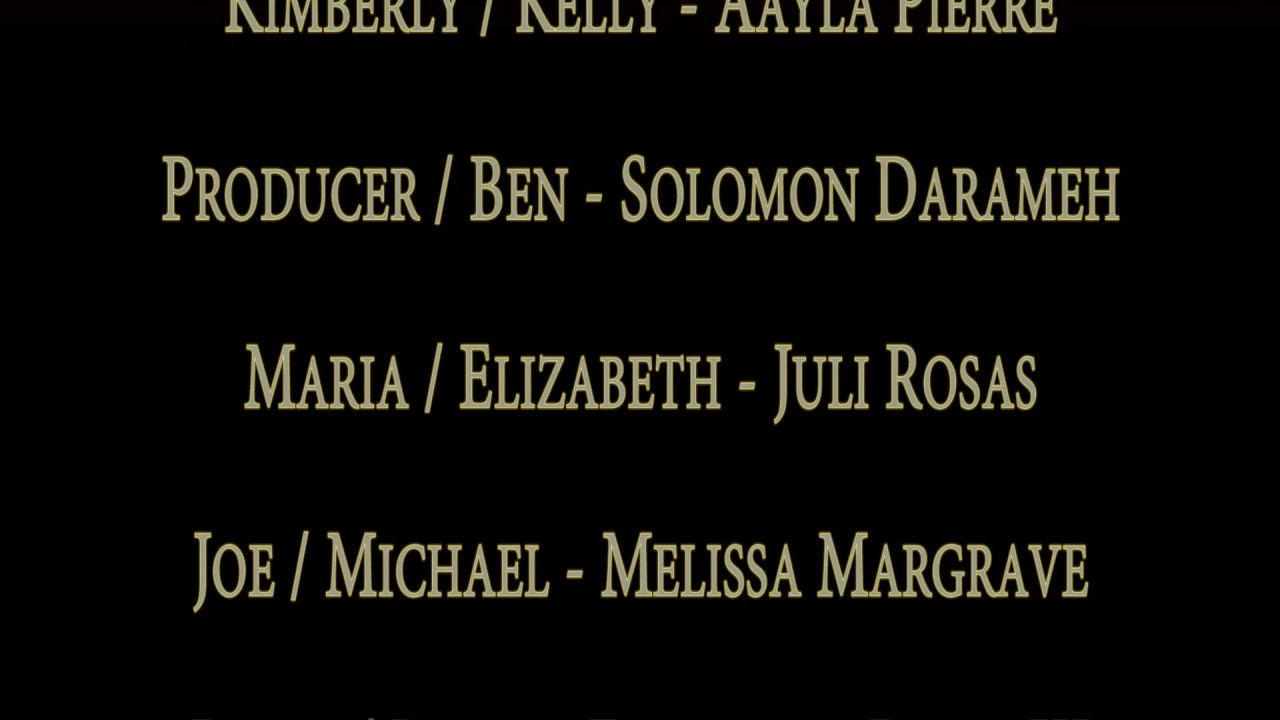 Kimberly / Kelly - Aayla Pierre
Producer / Ben - Solomon Darameh
Maria / Elizabeth - Juli Rosas
Joe / Michael - Melissa Margrave